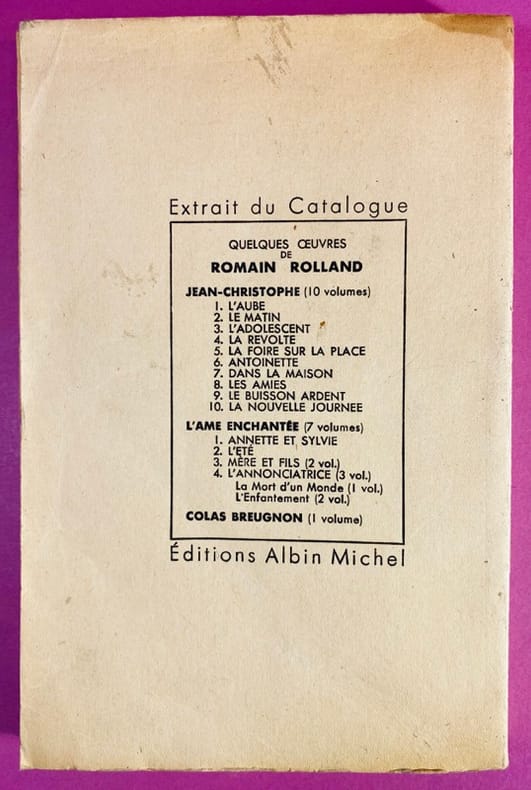 Extrait du Catalogue
QUELQUES ŒUVRES
DE
ROMAIN ROLLAND
JEAN-CHRISTOPHE (10 volumes)
1. L'AUBE
2. LE MATIN
3. L'ADOLESCENT
4. LA REVOLTE
5. LA FOIRE SUR LA PLACE
6. ANTOINETTE
7. DANS LA MAISON
8. LES AMIES
9. LE BUISSON ARDENT
10. LA NOUVELLE JOURNEE
L'AME ENCHANTÉE (7 volumes)
1. ANNETTE ET SYLVIE
2. L'ÉTÉ
3. MÈRE ET FILS (2 vol.)
4. L'ANNONCIATRICE (3 vol.)
La Mort d'un Monde (1 vol.)
L'Enfantement (2 vol.)
COLAS BREUGNON (1 volume)
Éditions Albin Michel